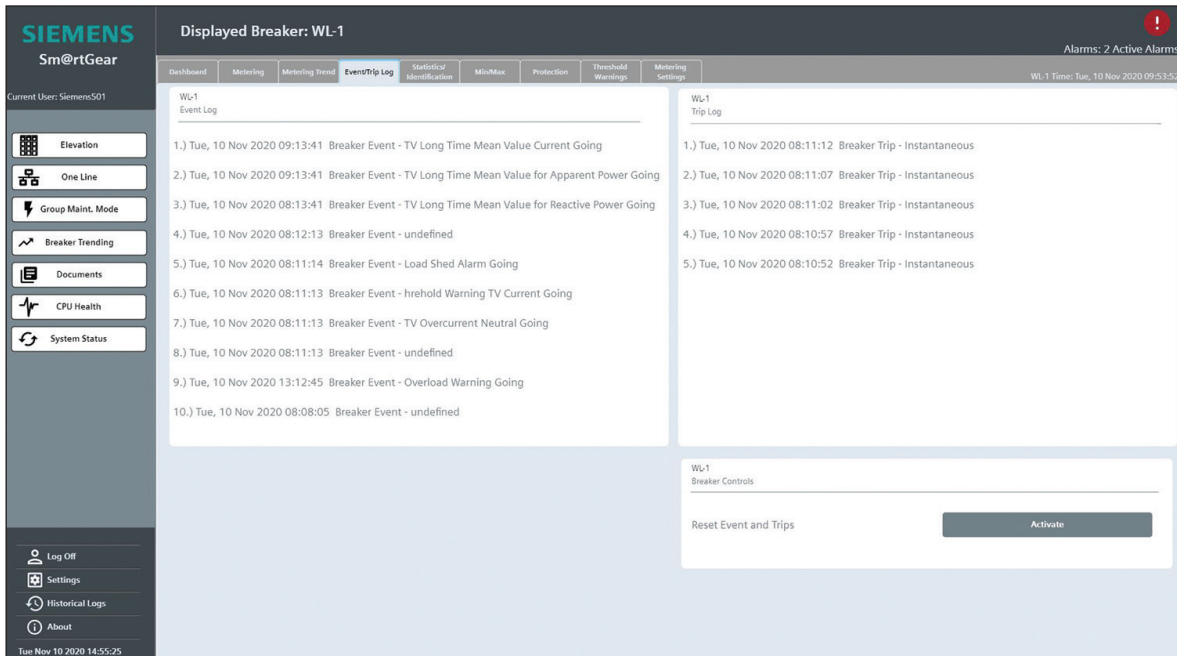 SIEMENS
Sm@rtGear
Current User: Siemens501
Elevation
One Line
Group Maint. Mode
Breaker Trending
Documents
CPU Health
System Status
Log Off
Settings
Historical Logs
About
Tue Nov 10 2020 14:55:25
Displayed Breaker: WL-1
!
Alarms: 2 Active Alarms
Dashboard
Metering
Metering Trend
Event/Trip Log
Statistics/
Identification
Min/Max
Protection
Threshold
Warnings
Metering
Settings
WL-1 Time: Tue, 10 Nov 2020 09:53:52
WL-1
Event Log
1.) Tue, 10 Nov 2020 09:13:41 Breaker Event - TV Long Time Mean Value Current Going
2.) Tue, 10 Nov 2020 09:13:41 Breaker Event - TV Long Time Mean Value for Apparent Power Going
3.) Tue, 10 Nov 2020 08:13:41 Breaker Event - TV Long Time Mean Value for Reactive Power Going
4.) Tue, 10 Nov 2020 08:12:13 Breaker Event - undefined
5.) Tue, 10 Nov 2020 08:11:14 Breaker Event - Load Shed Alarm Going
6.) Tue, 10 Nov 2020 08:11:13 Breaker Event - hrehold Warning TV Current Going
7.) Tue, 10 Nov 2020 08:11:13 Breaker Event - TV Overcurrent Neutral Going
8.) Tue, 10 Nov 2020 08:11:13 Breaker Event - undefined
9.) Tue, 10 Nov 2020 13:12:45 Breaker Event - Overload Warning Going
10.) Tue, 10 Nov 2020 08:08:05 Breaker Event - undefined
WL-1
Trip Log
1.) Tue, 10 Nov 2020 08:11:12 Breaker Trip - Instantaneous
2.) Tue, 10 Nov 2020 08:11:07 Breaker Trip - Instantaneous
3.) Tue, 10 Nov 2020 08:11:02 Breaker Trip - Instantaneous
4.) Tue, 10 Nov 2020 08:10:57 Breaker Trip - Instantaneous
5.) Tue, 10 Nov 2020 08:10:52 Breaker Trip - Instantaneous
WL-1
Breaker Controls
Reset Event and Trips
Activate